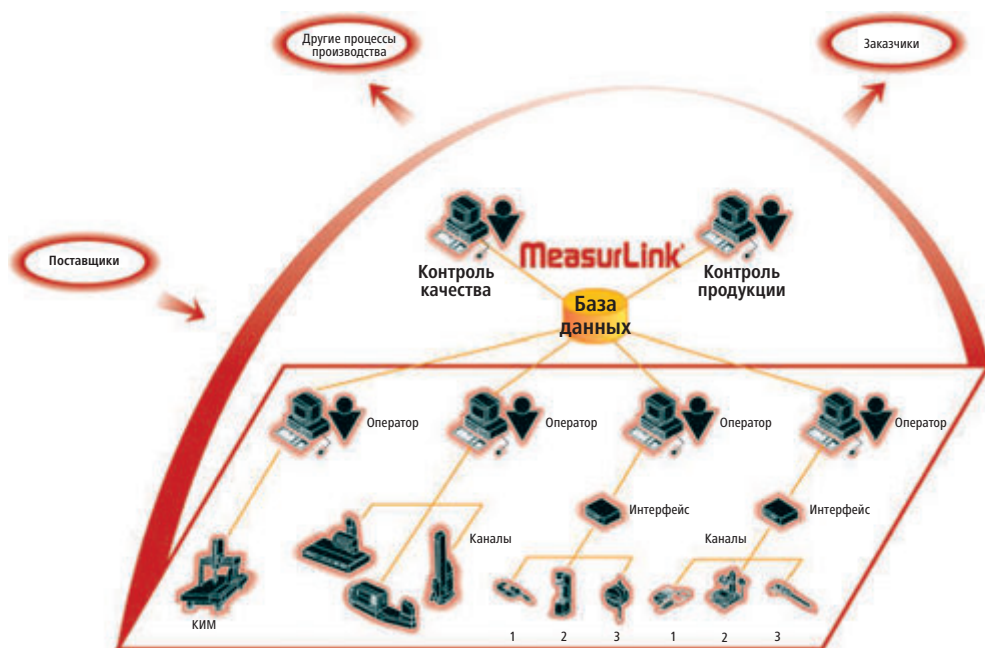 Другие процессы
производства
Заказчики
Поставщики
MeasurLink®
Контроль
качества
Контроль
продукции
База
данных
Оператор
Оператор
Оператор
Оператор
Интерфейс
Интерфейс
Каналы
Каналы
КИМ
1
2
3
1
2
3